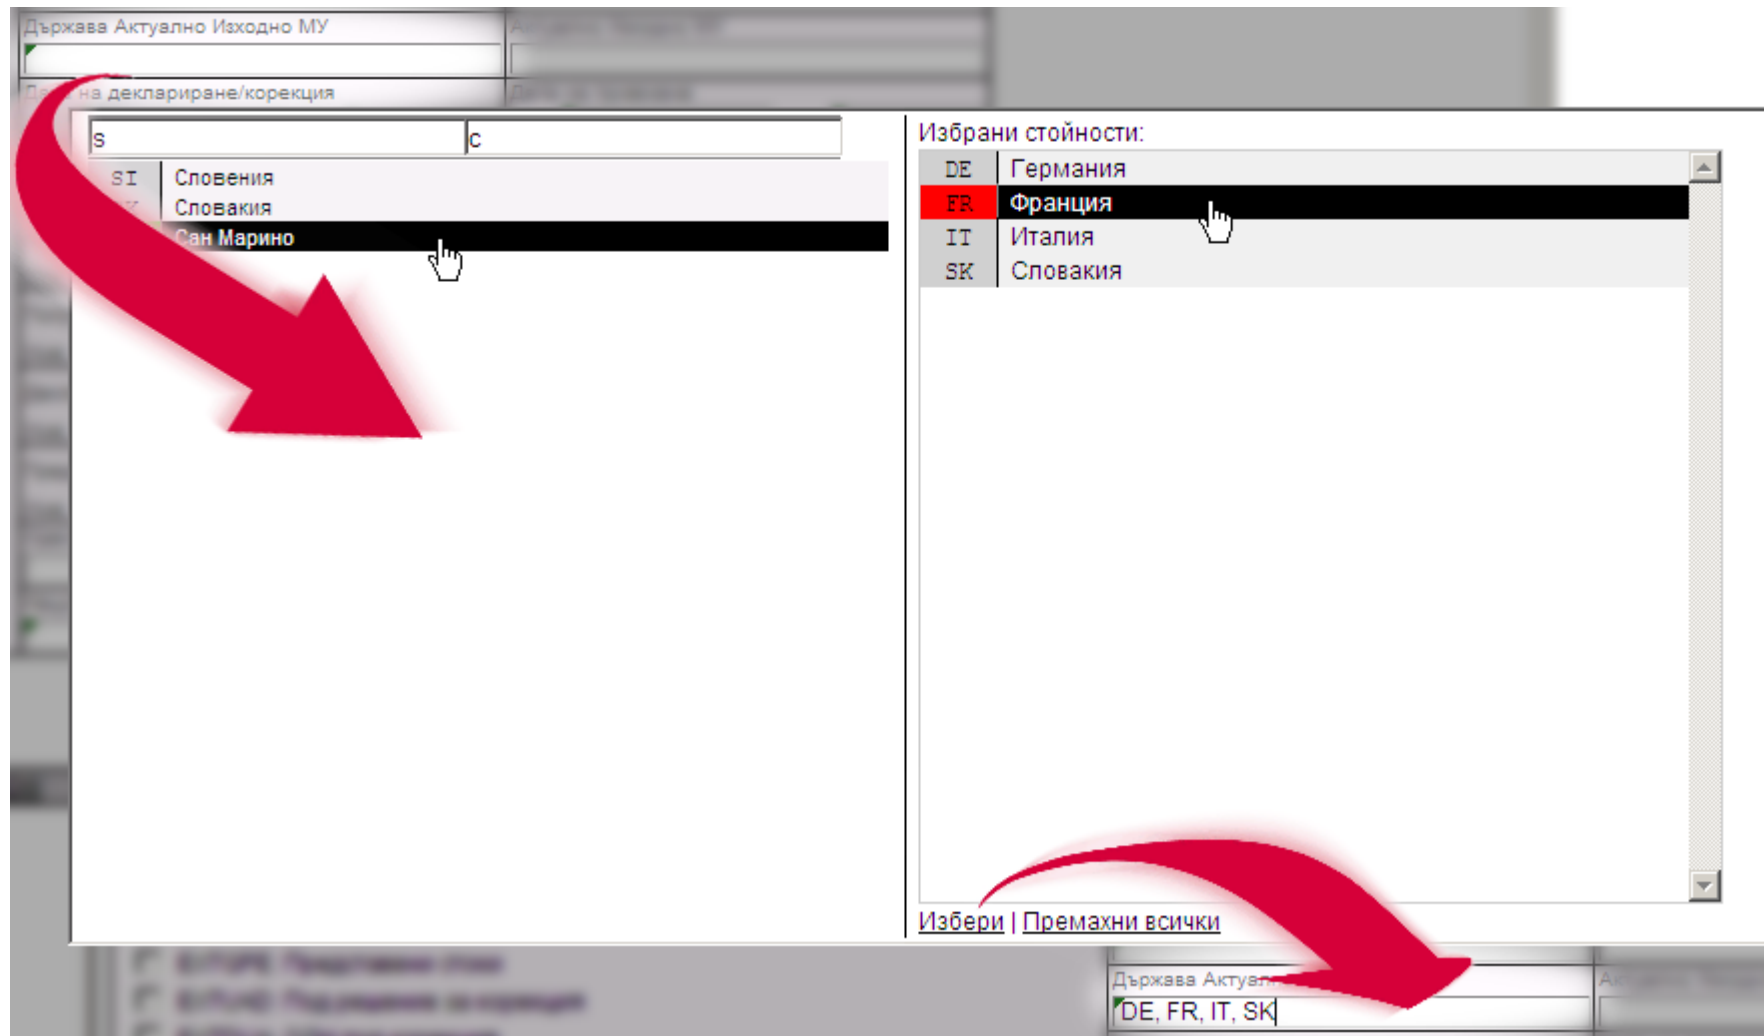 Държава Актуално Изходно МУ
на деклариране/корекция
s
c
SI Словения
Словакия
Сан Марино
Избрани стойности:
DE Германия
FR Франция
IT Италия
SK Словакия
Избери | Премахни всички
Държава
DE, FR, IT, SK